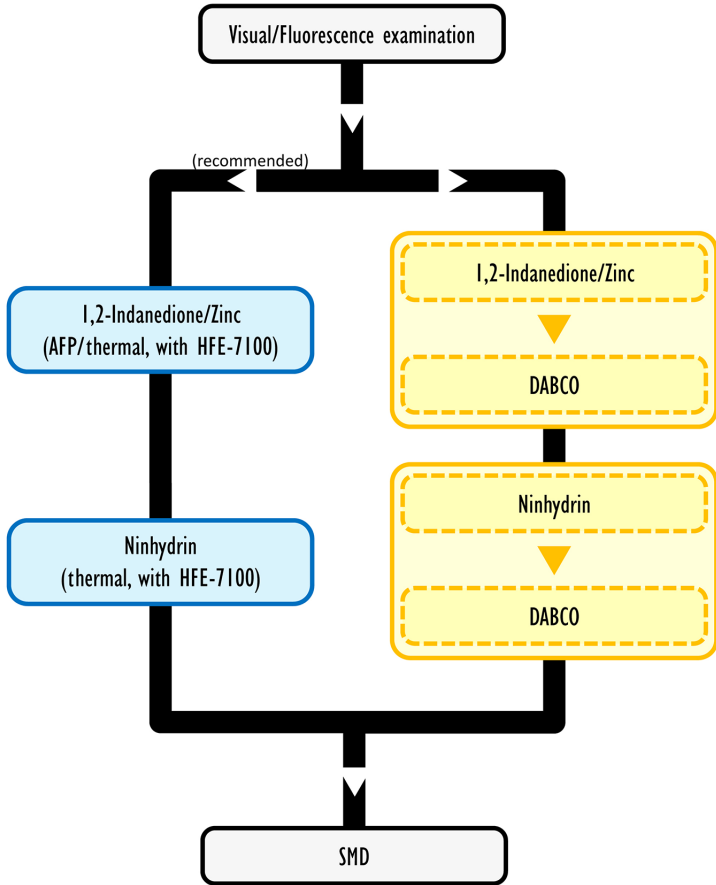 Visual/Fluorescence examination
(recommended)
1,2-Indanedione/Zinc
(AFP/thermal, with HFE-7100)
Ninhydrin
(thermal, with HFE-7100)
1,2-Indanedione/Zinc
DABCO
Ninhydrin
DABCO
SMD